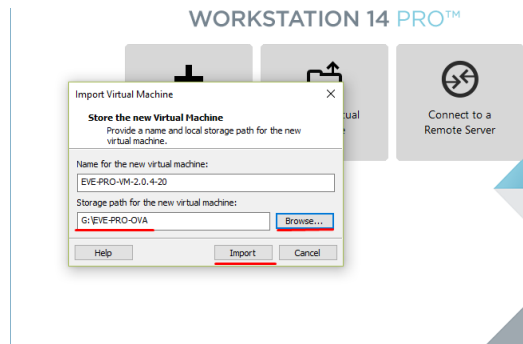 WORKSTATION 14 PRO™
Import Virtual Machine
Store the new Virtual Machine
Provide a name and local storage path for the new
virtual machine.
Name for the new virtual machine:
EVE-PRO-VM-2.0.4-20
Storage path for the new virtual machine:
G:\EVE-PRO-OVA
Browse...
Help
Import
Cancel
tual
Connect to a
Remote Server